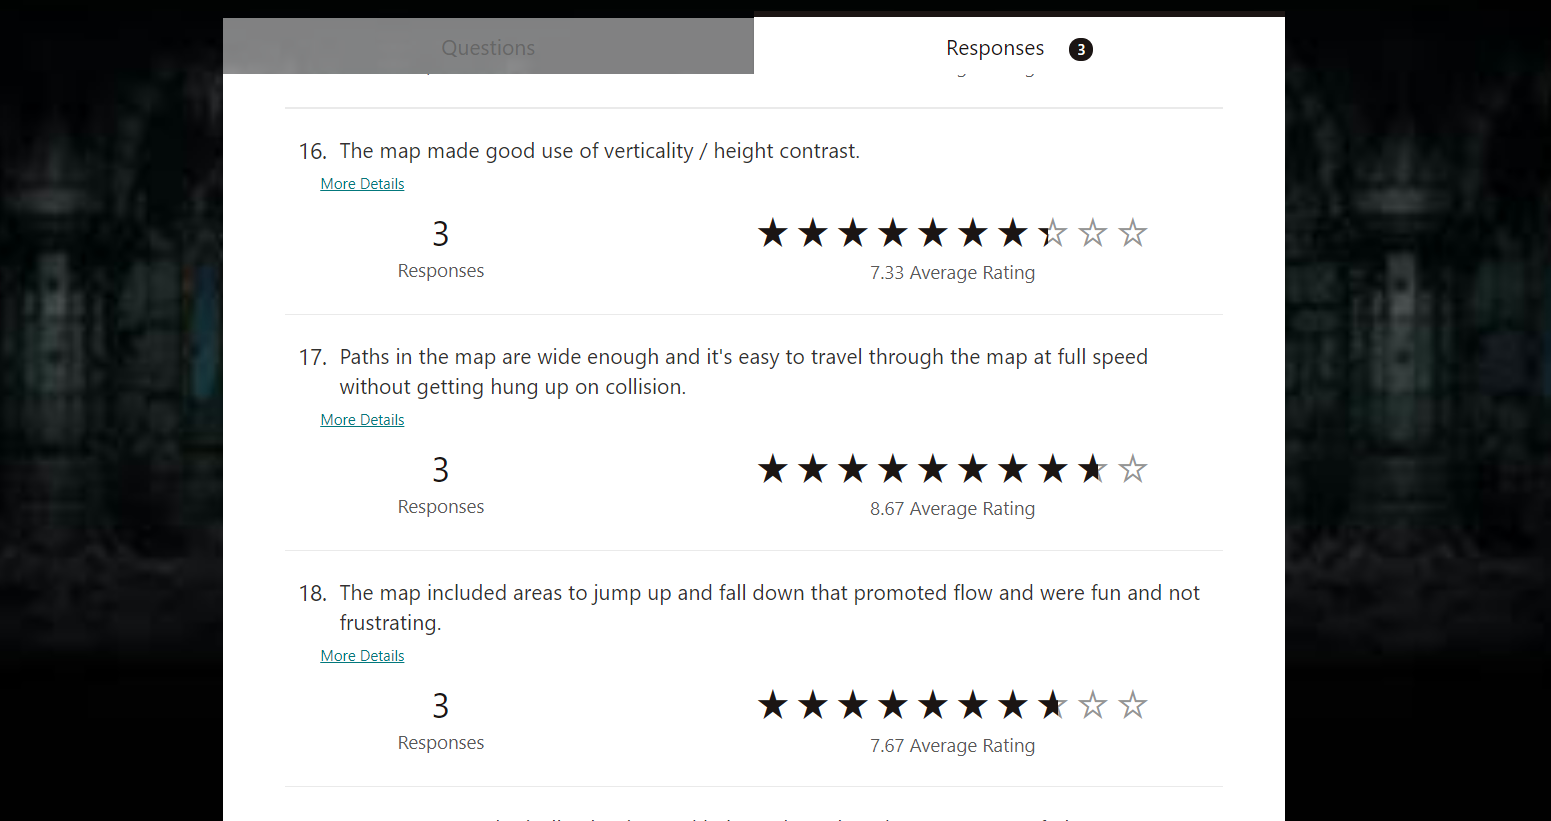 Questions
Responses 3
16. The map made good use of verticality / height contrast.
More Details
3
Responses
7.33 Average Rating
17. Paths in the map are wide enough and it's easy to travel through the map at full speed
without getting hung up on collision.
More Details
3
Responses
8.67 Average Rating
18. The map included areas to jump up and fall down that promoted flow and were fun and not
frustrating.
More Details
3
Responses
7.67 Average Rating